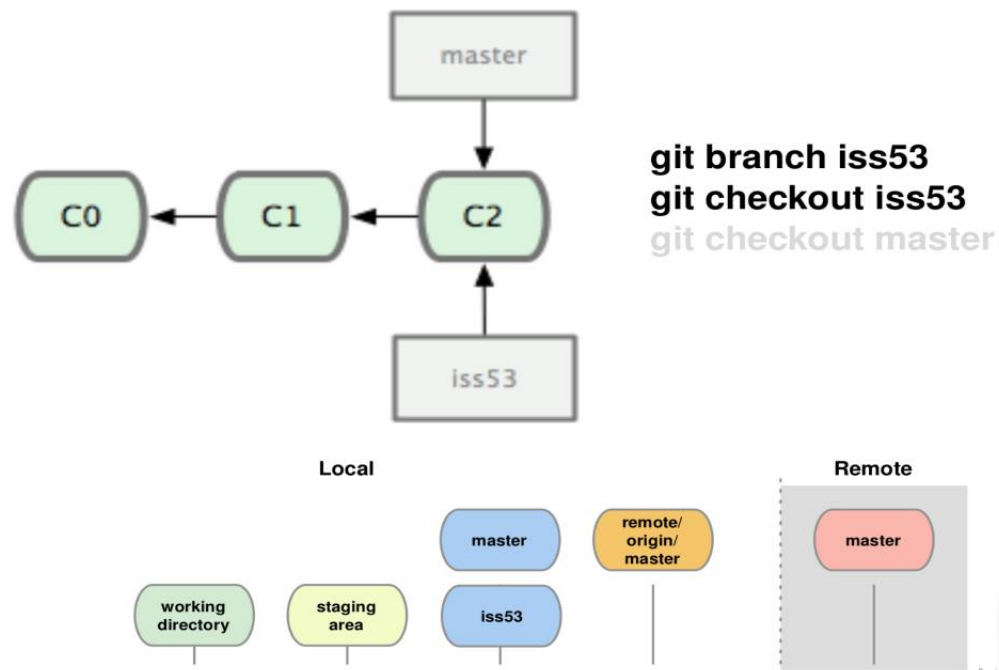 master
C0
C1
C2
git branch iss53
git checkout iss53
git checkout master
iss53
Local
Remote
master
remote/
origin/
master
master
working
directory
staging
area
iss53